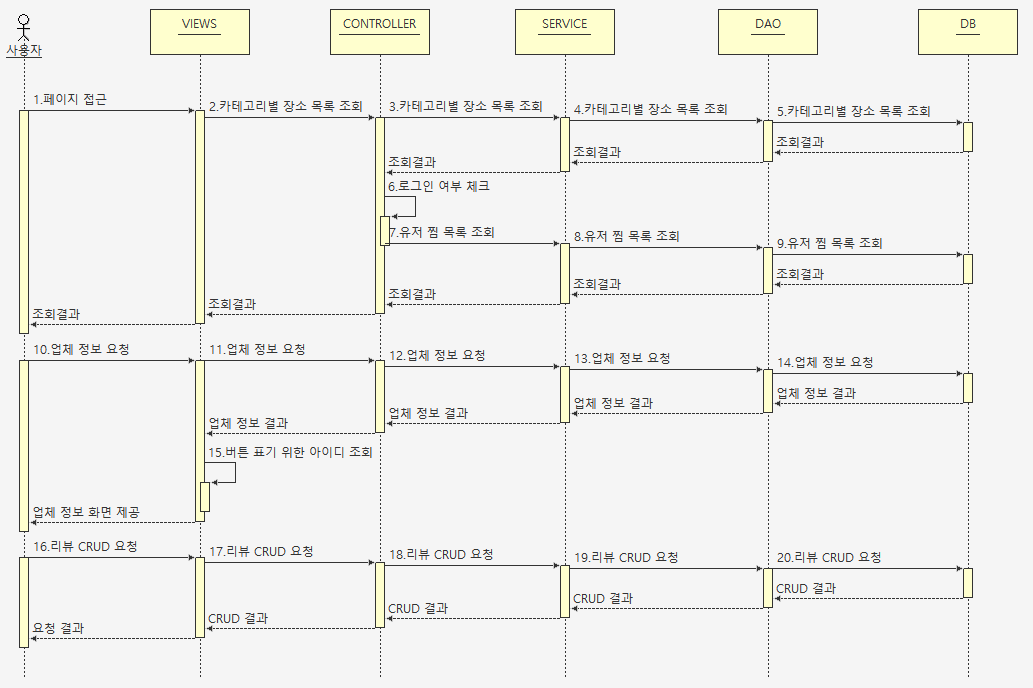 사용자
VIEWS
CONTROLLER
SERVICE
DAO
DB
1.페이지 접근
2.카테고리별 장소 목록 조회
3.카테고리별 장소 목록 조회
4.카테고리별 장소 목록 조회
5.카테고리별 장소 목록 조회
조회결과
조회결과
조회결과
6.로그인 여부 체크
7.유저 찜 목록 조회
8.유저 찜 목록 조회
9.유저 찜 목록 조회
조회결과
조회결과
조회결과
조회결과
조회결과
10.업체 정보 요청
11.업체 정보 요청
12.업체 정보 요청
13.업체 정보 요청
14.업체 정보 요청
업체 정보 결과
업체 정보 결과
업체 정보 결과
업체 정보 결과
15.버튼 표기 위한 아이디 조회
업체 정보 화면 제공
16.리뷰 CRUD 요청
17.리뷰 CRUD 요청
18.리뷰 CRUD 요청
19.리뷰 CRUD 요청
20.리뷰 CRUD 요청
CRUD 결과
CRUD 결과
CRUD 결과
CRUD 결과
요청 결과